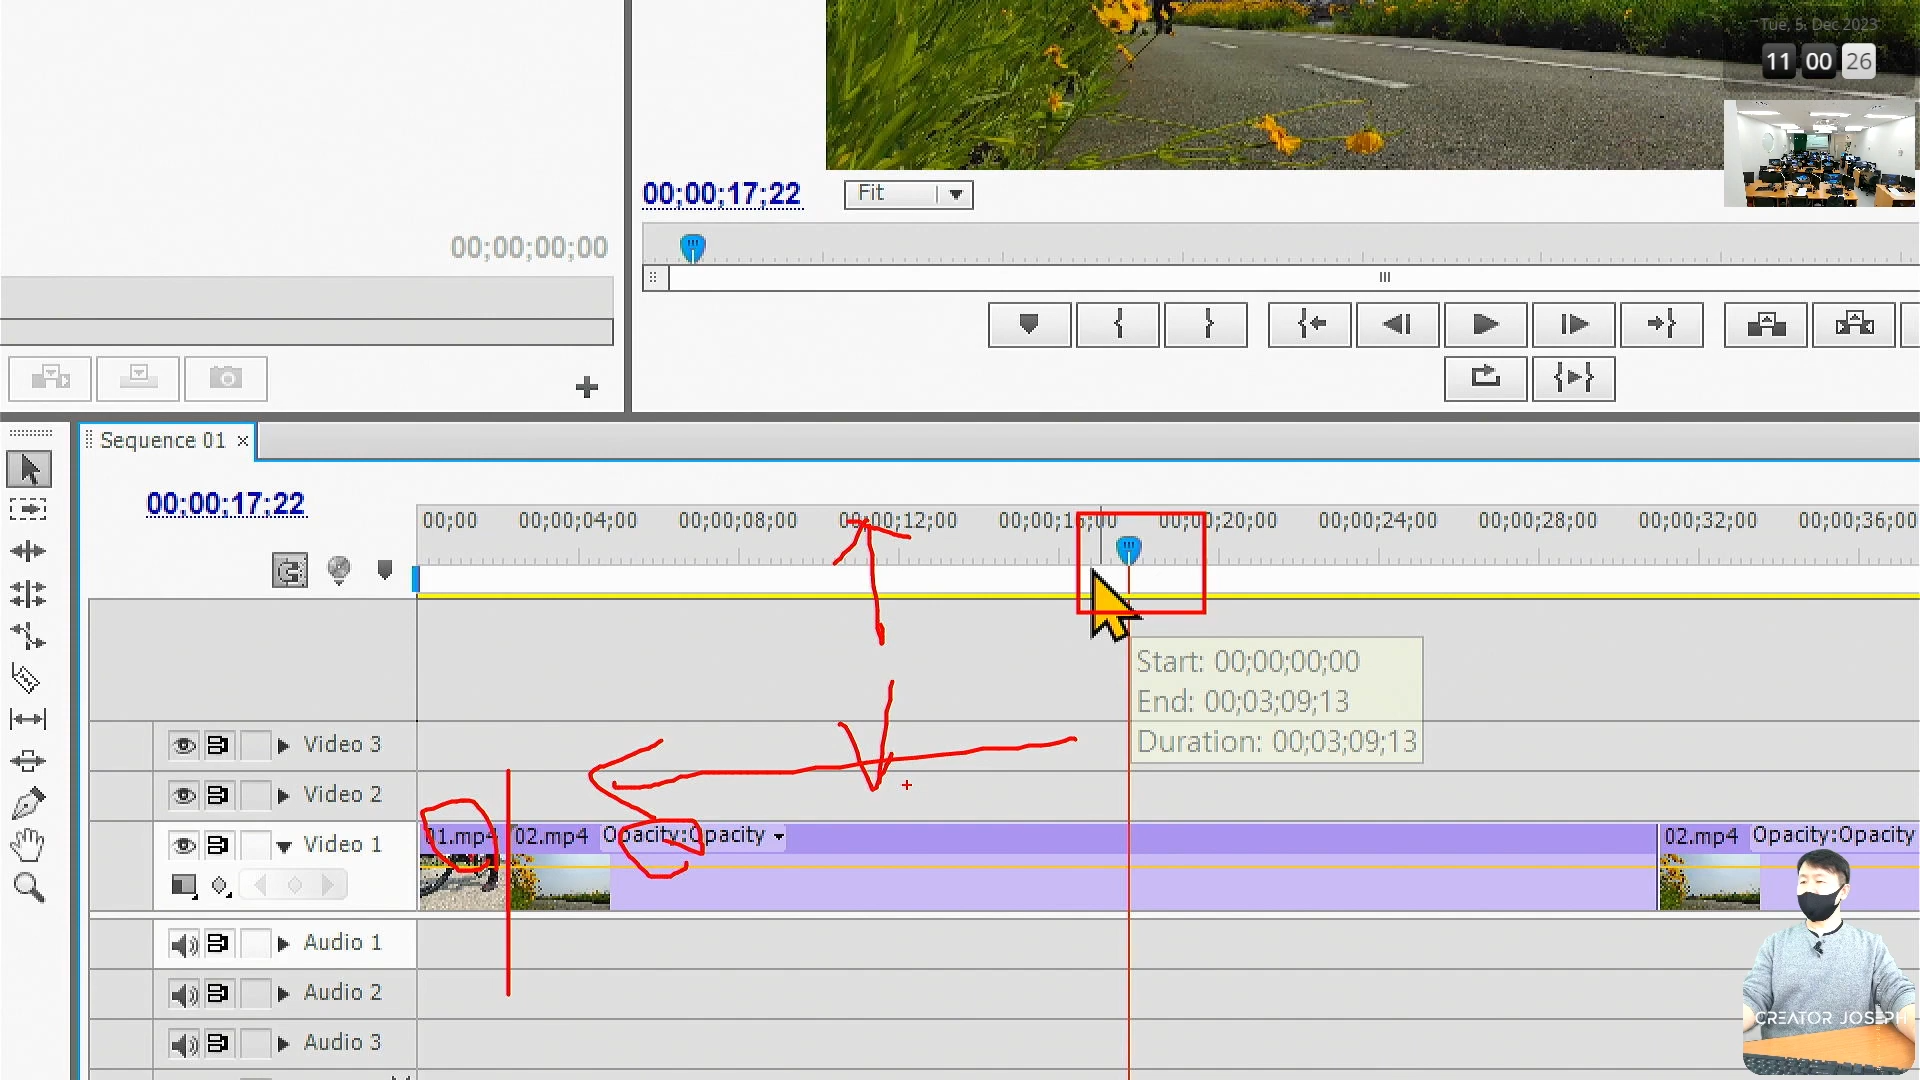 Tue, 5. Dec 2023
11 00 26
00;00;17;22
Fit
00;00;00;00
Sequence 01
00;00;17;22
00;00
00;00;04;00
00;00;08;00
00;00;12;00
00;00;16;00
00;00;20;00
00;00;24;00
00;00;28;00
00;00;32;00
00;00;36;00
Start: 00;00;00;00
End: 00;03;09;13
Duration: 00;03;09;13
Video 3
Video 2
Video 1
01.mp4
02.mp4 Opacity:Opacity
02.mp4 Opacity:Opacity
Audio 1
Audio 2
Audio 3
CREATOR JOSEPH